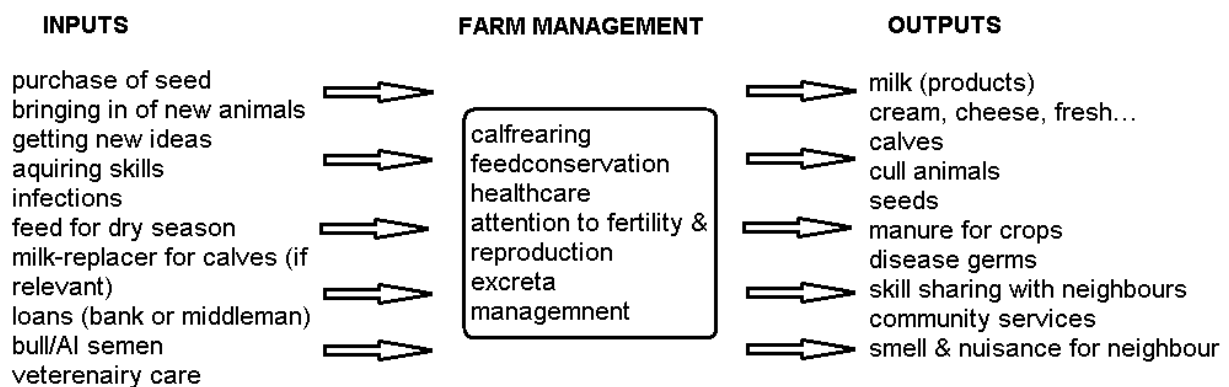 INPUTS
purchase of seed
bringing in of new animals
getting new ideas
aquiring skills
infections
feed for dry season
milk-replacer for calves (if
relevant)
loans (bank or middleman)
bull/AI semen
veterenairy care
FARM MANAGEMENT
calfrearing
feedconservation
healthcare
attention to fertility &
reproduction
excreta
managemnent
OUTPUTS
milk (products)
cream, cheese, fresh…
calves
cull animals
seeds
manure for crops
disease germs
skill sharing with neighbours
community services
smell & nuisance for neighbour